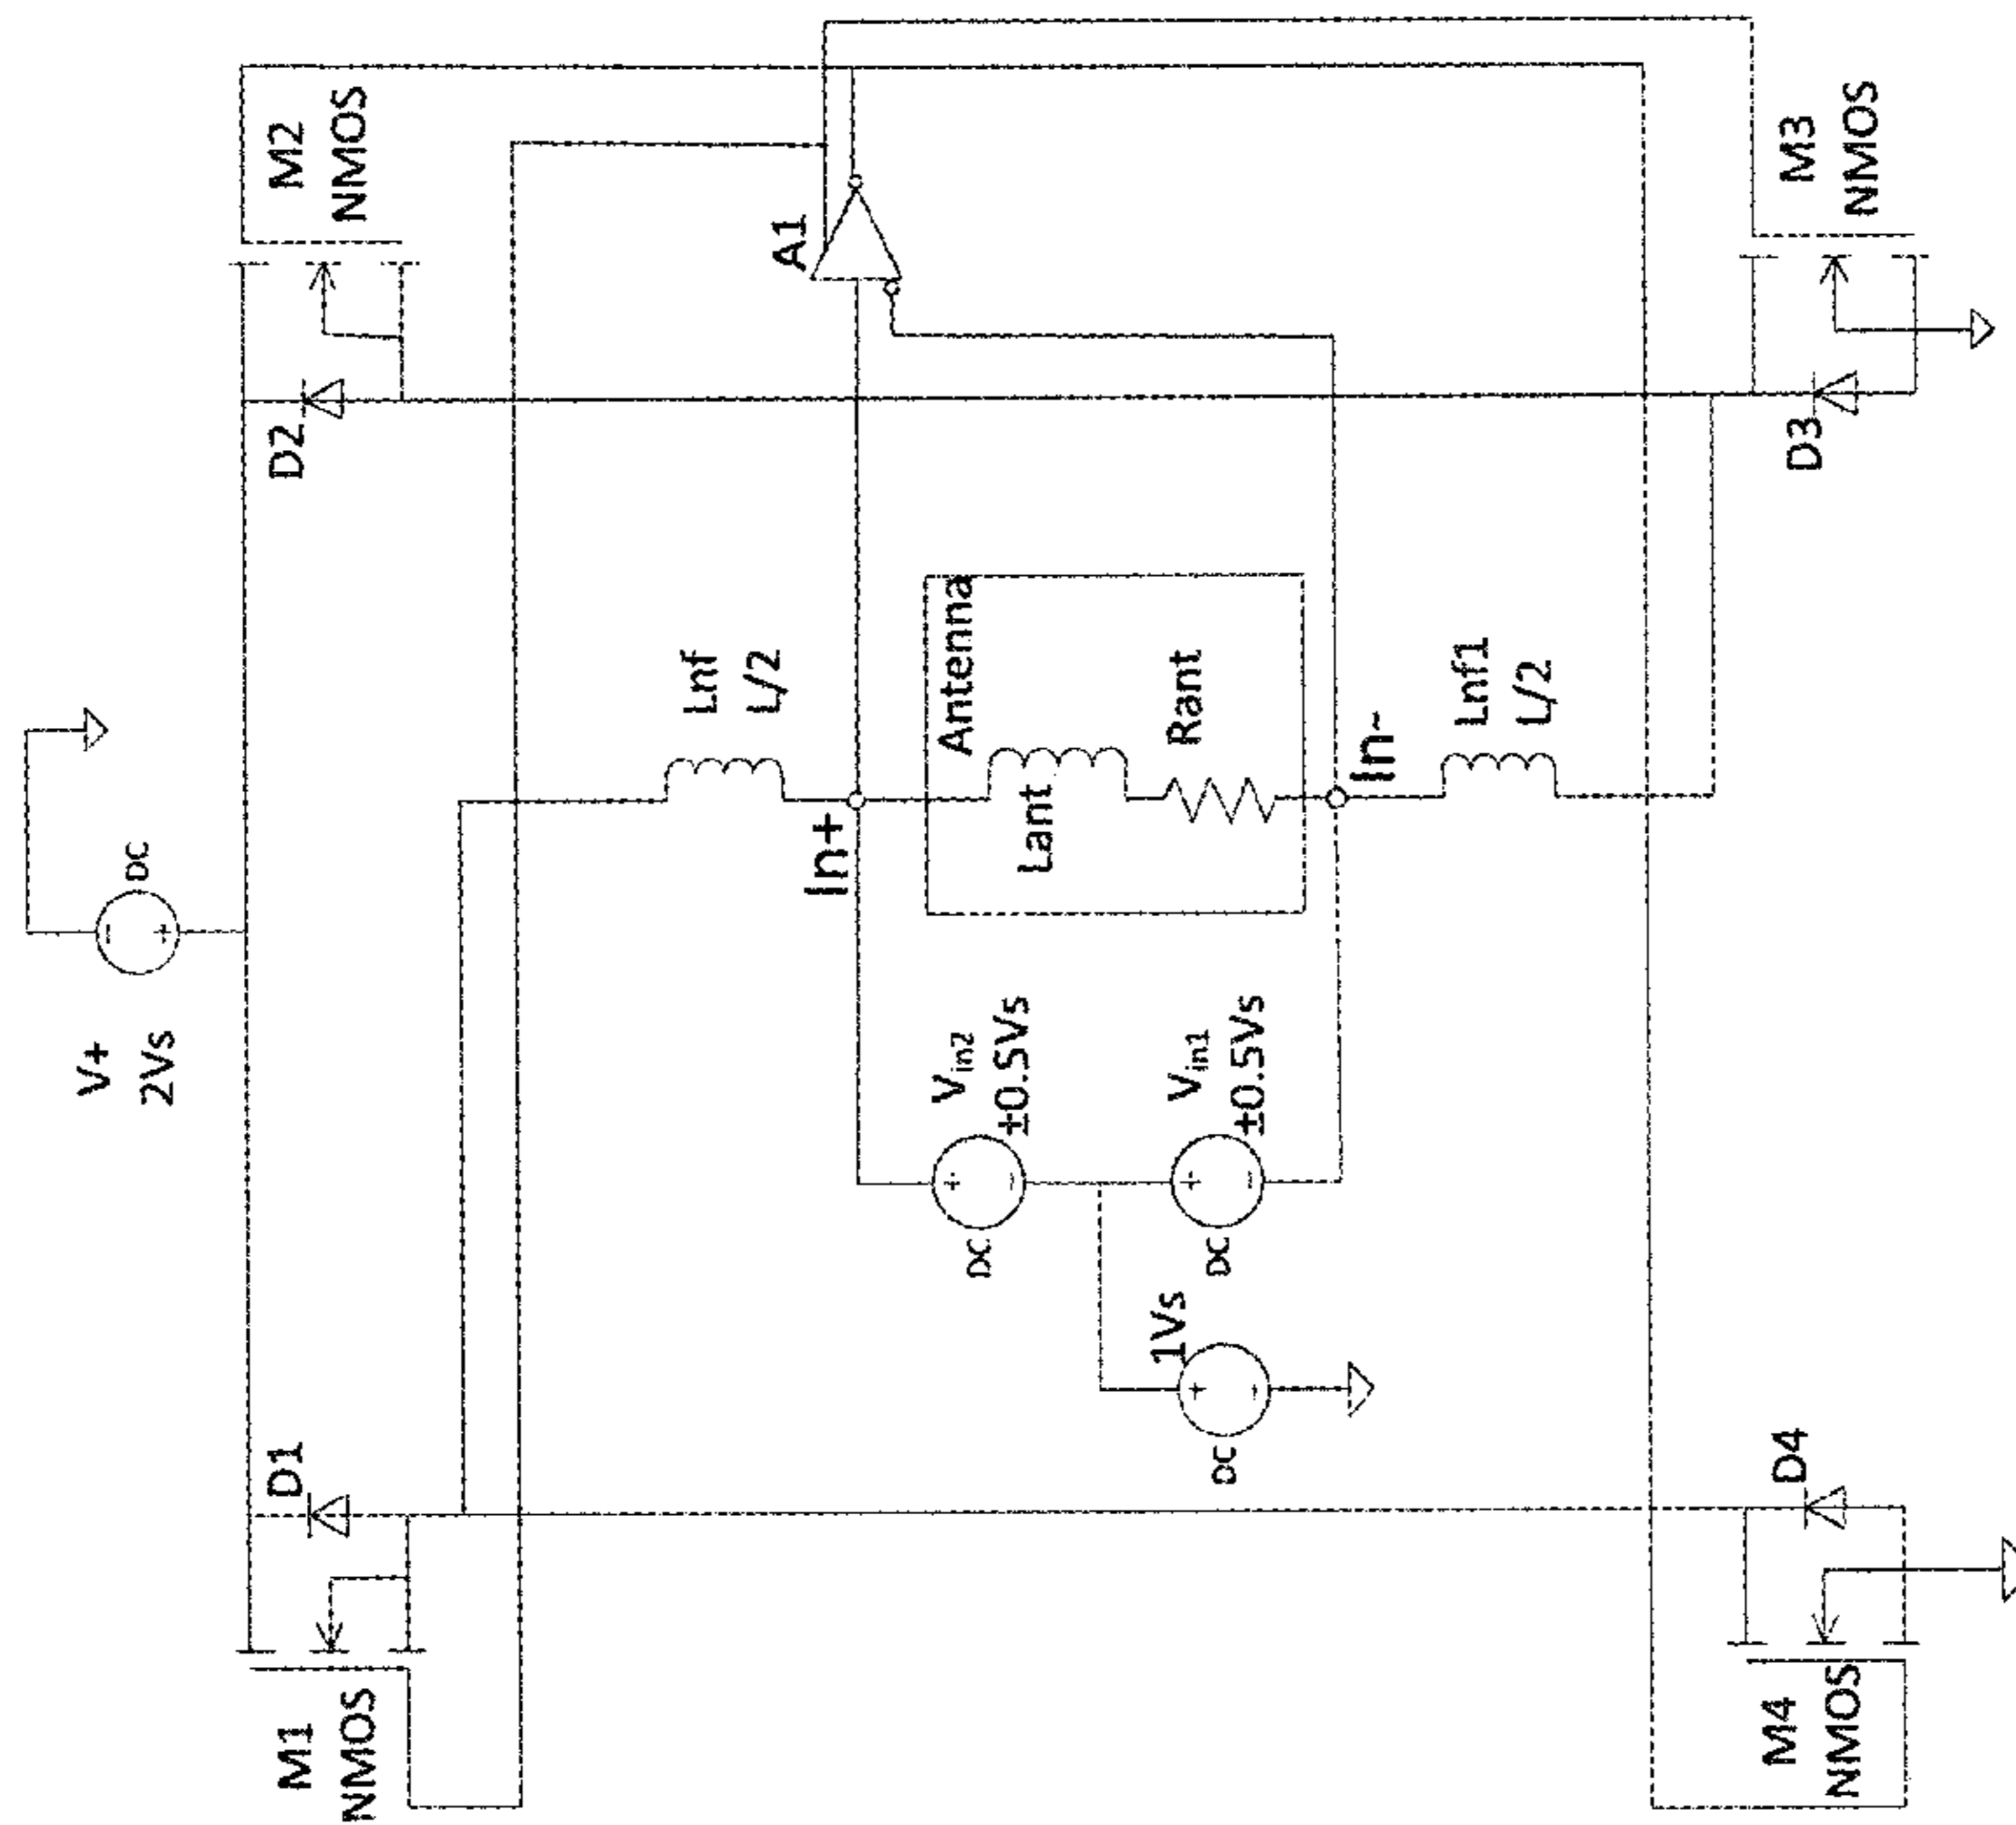 V+
2Vs
DC
-
+
D1
M1
NMOS
D2
M2
NMOS
Lnf
L/2
A1
In+
Antenna
Lant
Rant
In-
Vin2
±0.5Vs
+
-
DC
Vin1
±0.5Vs
+
-
DC
1Vs
+
-
DC
Lnf1
L/2
D4
M4
NMOS
D3
M3
NMOS